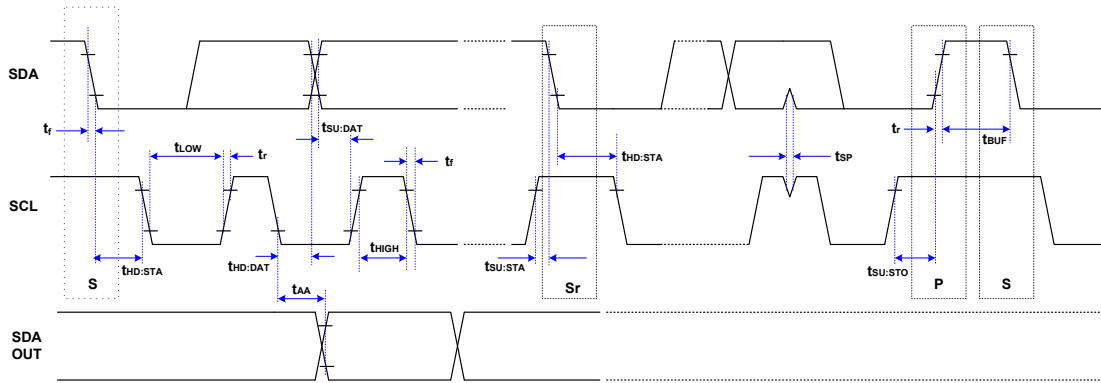 SDA
tf
tLOW
tr
tSU:DAT
tf
tHD:STA
tSP
tr
tBUF
SCL
S
tHD:STA
tHD:DAT
tHIGH
tAA
tSU:STA
Sr
tSU:STO
P
S
SDA
OUT